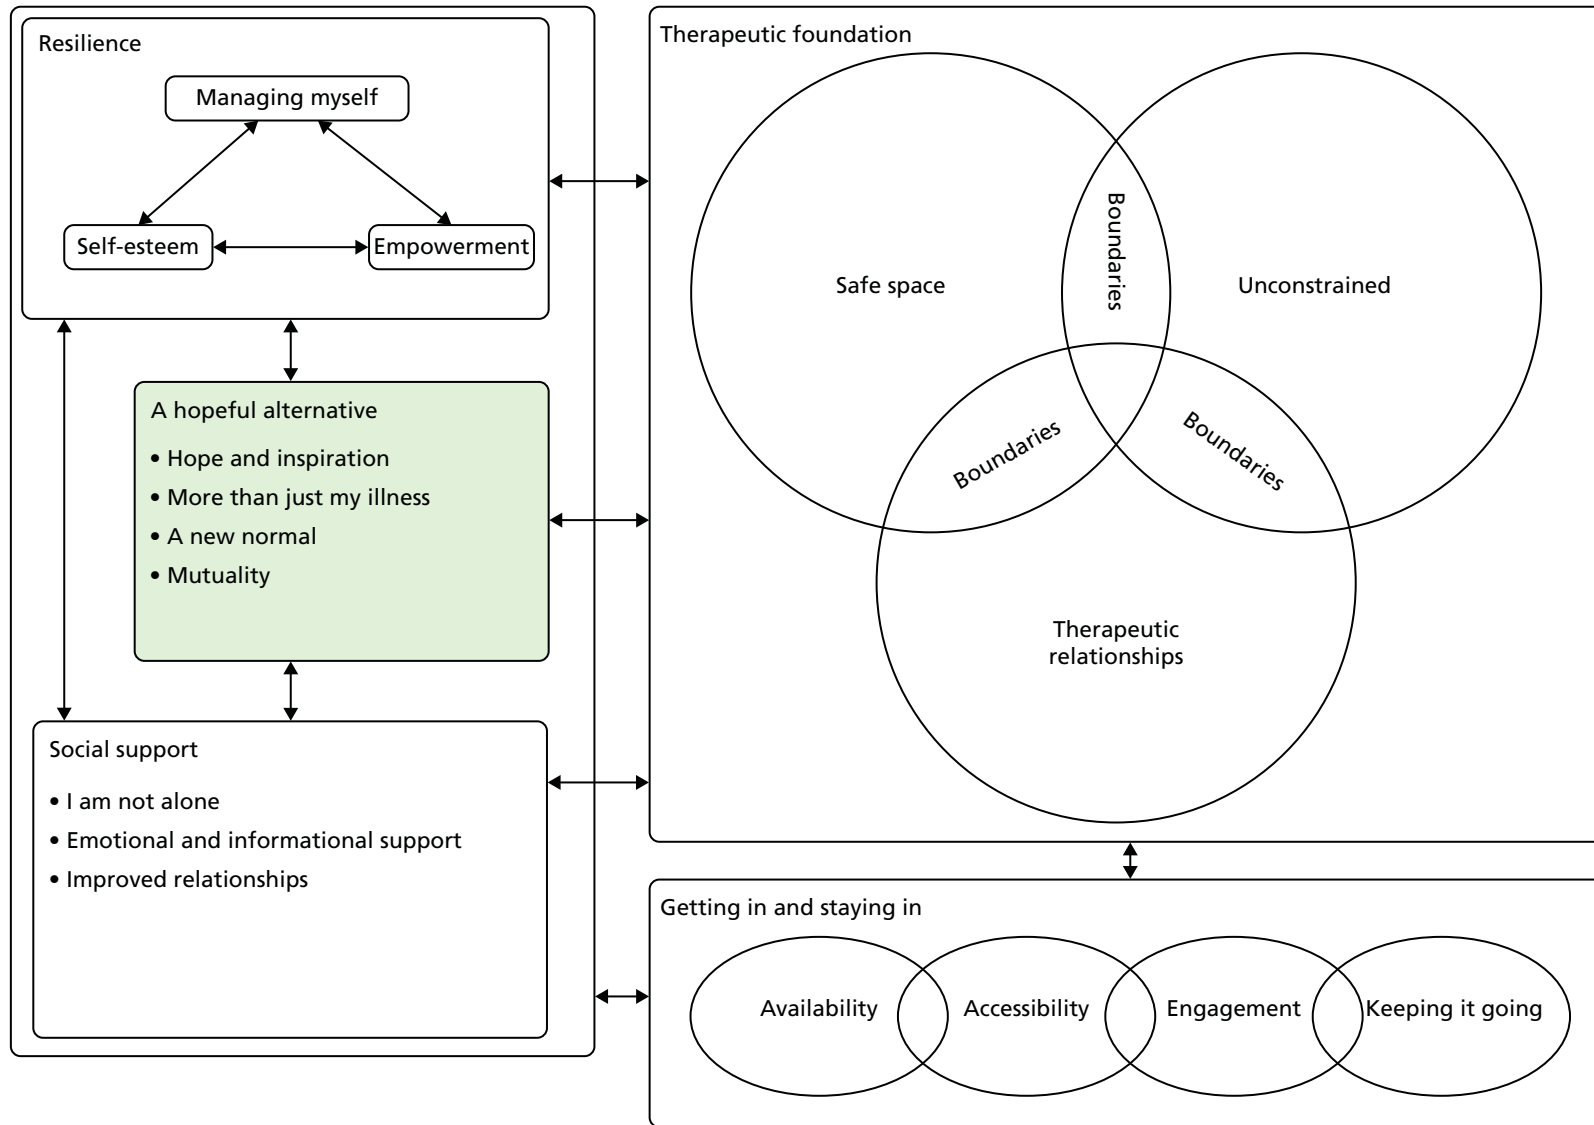 Resilience
Managing myself
Self-esteem
Empowerment
A hopeful alternative
• Hope and inspiration
• More than just my illness
• A new normal
• Mutuality
Social support
• I am not alone
• Emotional and informational support
• Improved relationships
Therapeutic foundation
Safe space
Boundaries
Unconstrained
Boundaries
Boundaries
Therapeutic
relationships
Getting in and staying in
Availability
Accessibility
Engagement
Keeping it going